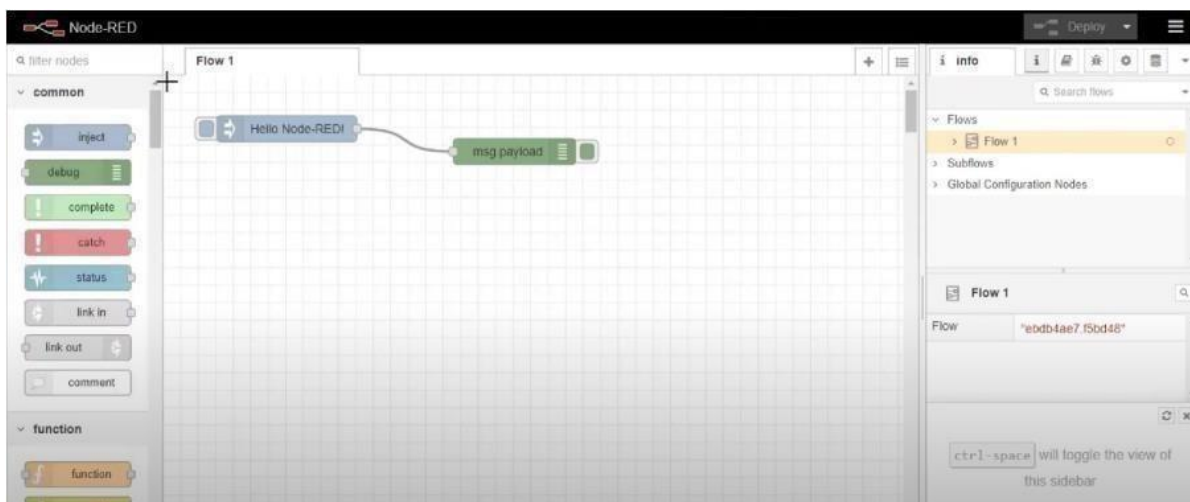 Node-RED
Deploy
filter nodes
Flow 1
i info
i
Search flows
common
Flows
Hello Node-RED!
inject
Flow 1
msg payload
debug
Subflows
Global Configuration Nodes
complete
catch
status
Flow 1
link in
Flow
"ebdb4ae7.f5bd48"
link out
comment
function
ctrl-space will toggle the view of
this sidebar
function